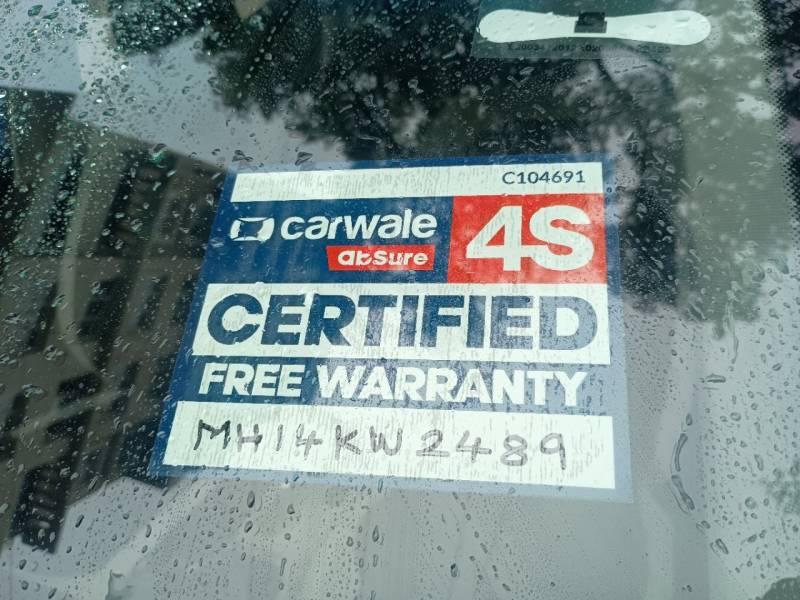 C104691
carwale
abSure
4S
CERTIFIED
FREE WARRANTY
MH14KW2489